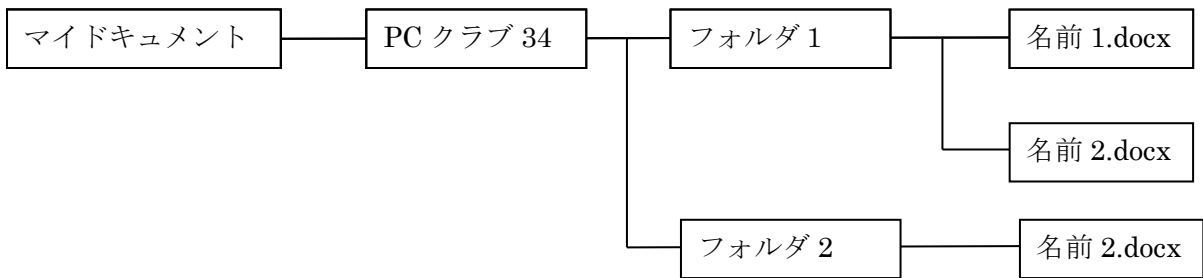 マイドキュメント
PC クラブ 34
フォルダ 1
名前 1.docx
名前 2.docx
フォルダ 2
名前 2.docx